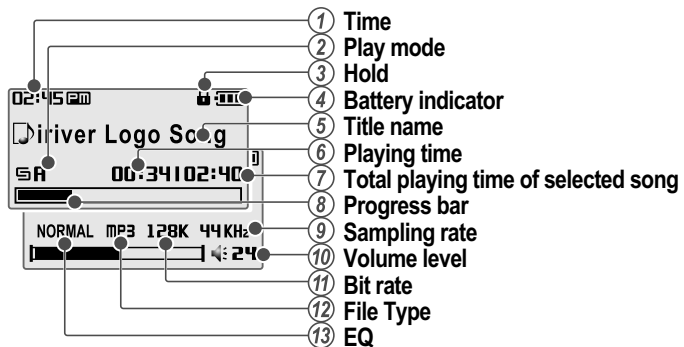 ① Time
② Play mode
③ Hold
④ Battery indicator
⑤ Title name
⑥ Playing time
⑦ Total playing time of selected song
⑧ Progress bar
⑨ Sampling rate
⑩ Volume level
⑪ Bit rate
⑫ File Type
⑬ EQ
02:45 PM
iriver Logo Song
A 00:34 | 02:40
NORMAL MP3 128K 44KHz
24